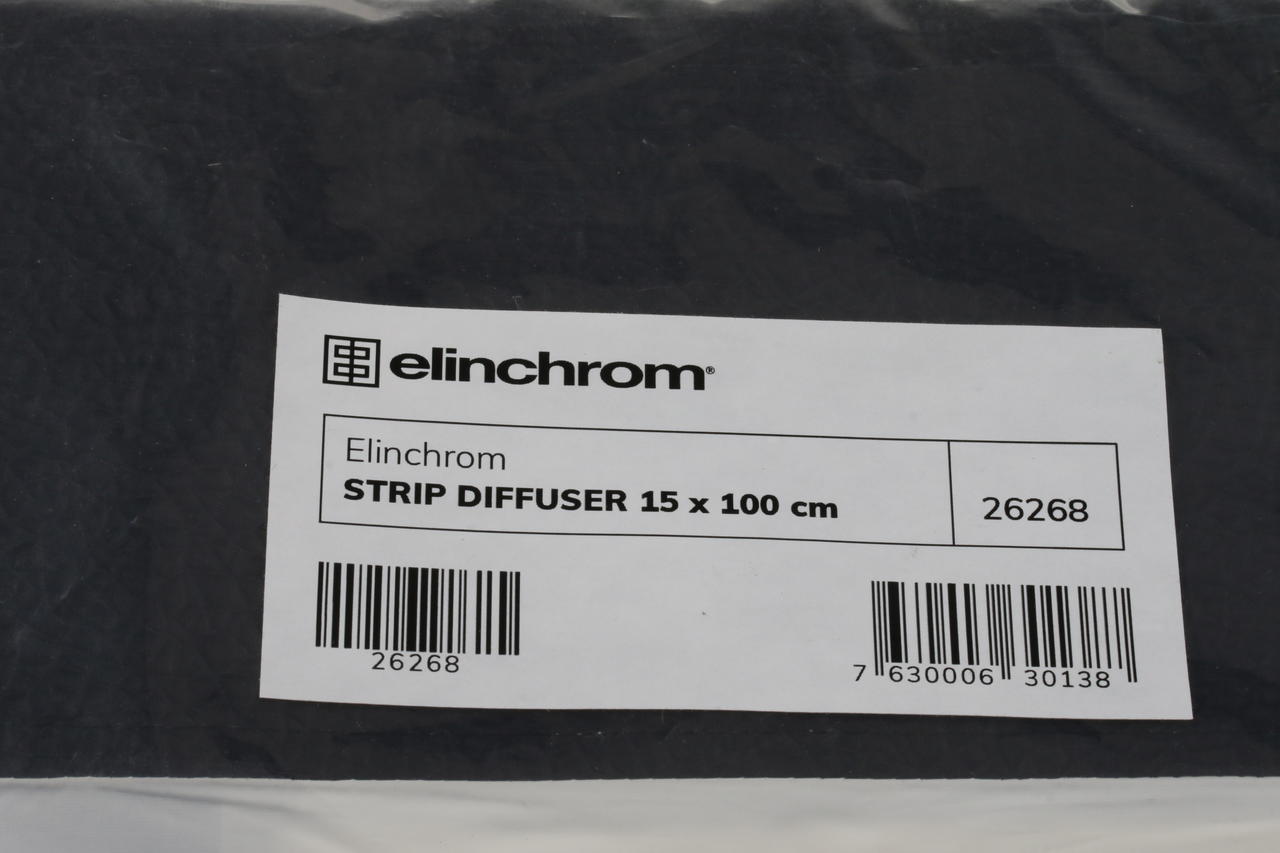 elinchrom®
Elinchrom
STRIP DIFFUSER 15 x 100 cm
26268
26268
7 630006 30138